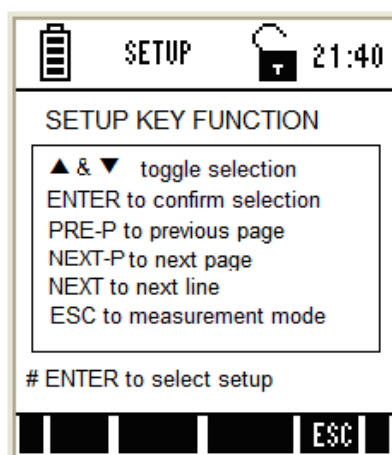 SETUP T 21:40
SETUP KEY FUNCTION
▲ & ▼ toggle selection
ENTER to confirm selection
PRE-P to previous page
NEXT-P to next page
NEXT to next line
ESC to measurement mode
# ENTER to select setup
ESC